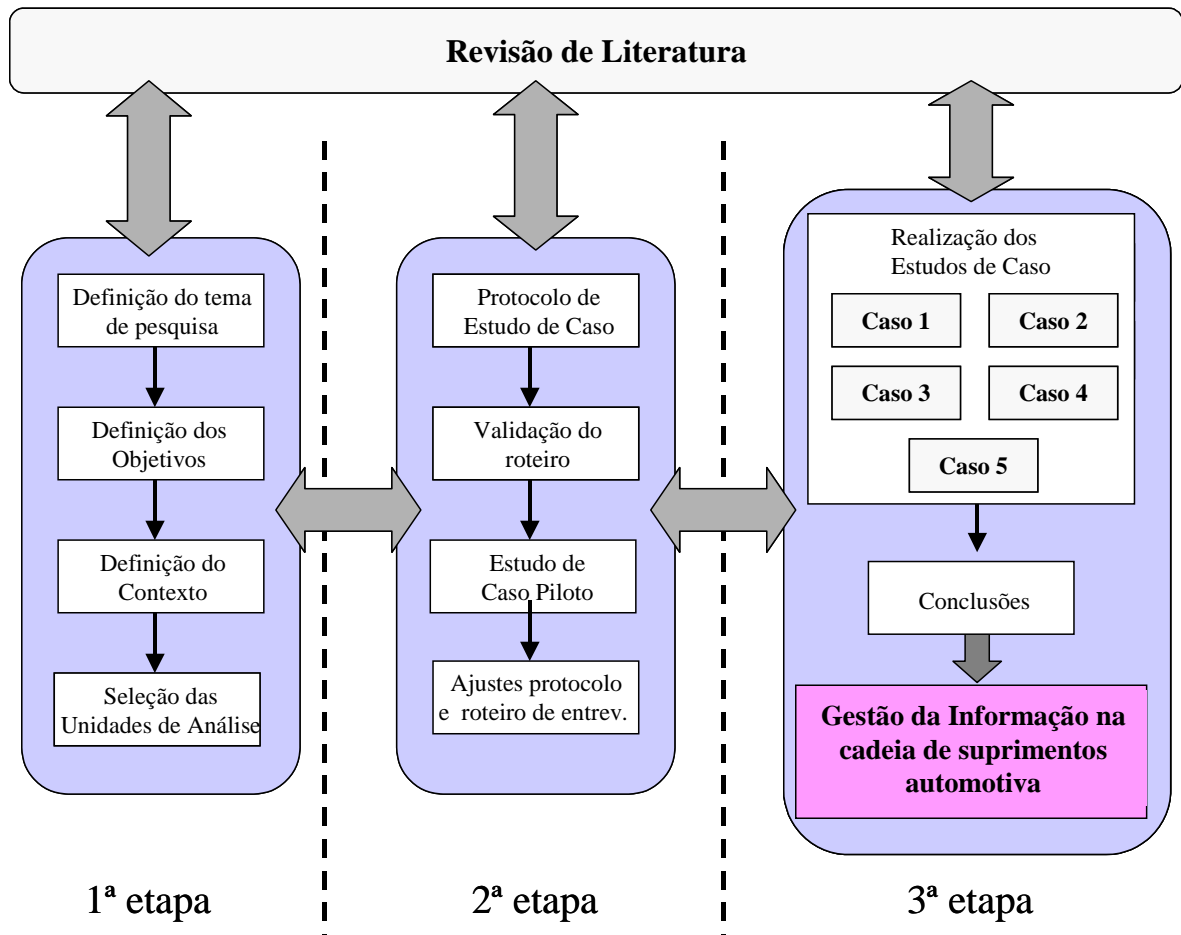 Revisão de Literatura
Definição do tema
de pesquisa
Definição dos
Objetivos
Definição do
Contexto
Seleção das
Unidades de Análise
1ª etapa
Protocolo de
Estudo de Caso
Validação do
roteiro
Estudo de
Caso Piloto
Ajustes protocolo
e roteiro de entrev.
2ª etapa
Realização dos
Estudos de Caso
Caso 1
Caso 2
Caso 3
Caso 4
Caso 5
Conclusões
Gestão da Informação na
cadeia de suprimentos
automotiva
3ª etapa